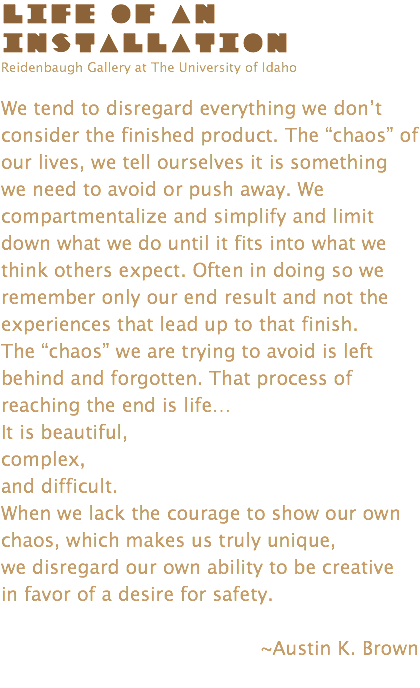 LIFE OF AN
INSTALLATION
Reidenbaugh Gallery at The University of Idaho
We tend to disregard everything we don't
consider the finished product. The “chaos” of
our lives, we tell ourselves it is something
we need to avoid or push away. We
compartmentalize and simplify and limit
down what we do until it fits into what we
think others expect. Often in doing so we
remember only our end result and not the
experiences that lead up to that finish.
The “chaos” we are trying to avoid is left
behind and forgotten. That process of
reaching the end is life…
It is beautiful,
complex,
and difficult.
When we lack the courage to show our own
chaos, which makes us truly unique,
we disregard our own ability to be creative
in favor of a desire for safety.
~Austin K. Brown